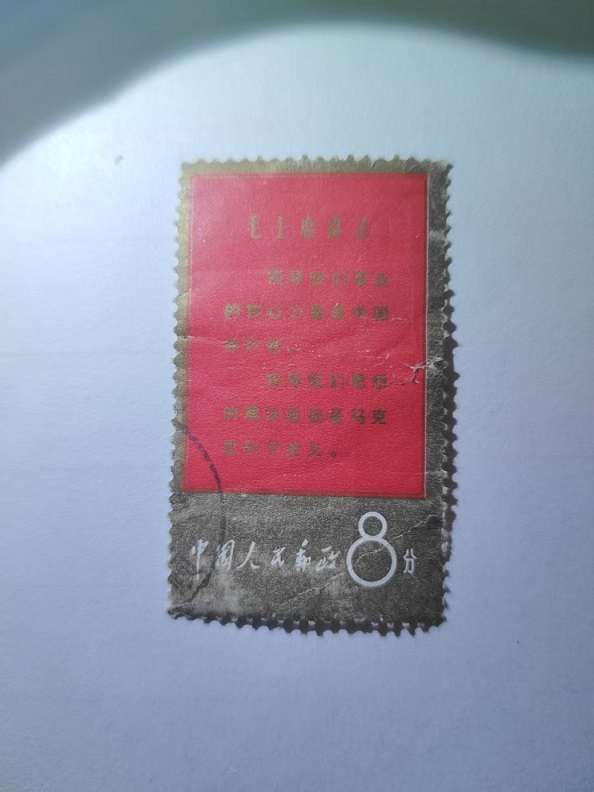 毛主席语录
领导我们事业
的核心力量是中国
共产党。
指导我们思想
的理论基础是马克
思列宁主义。
中国人民邮政 8分